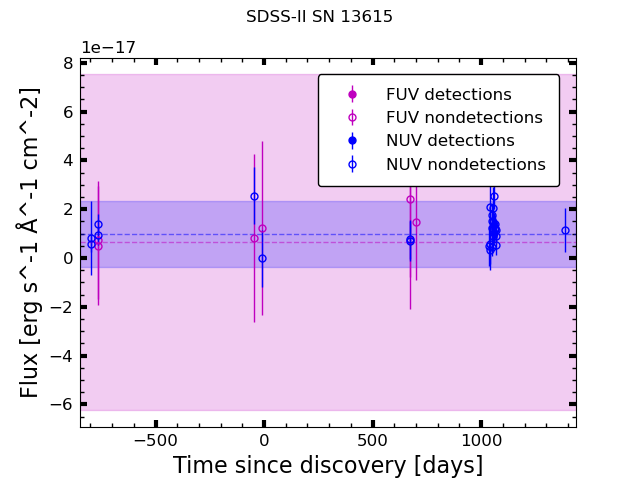 SDSS-II SN 13615
1e−17
8
6
4
2
0
−2
−4
−6
Flux [erg s^-1 Å^-1 cm^-2]
FUV detections
FUV nondetections
NUV detections
NUV nondetections
−500 0 500 1000
Time since discovery [days]